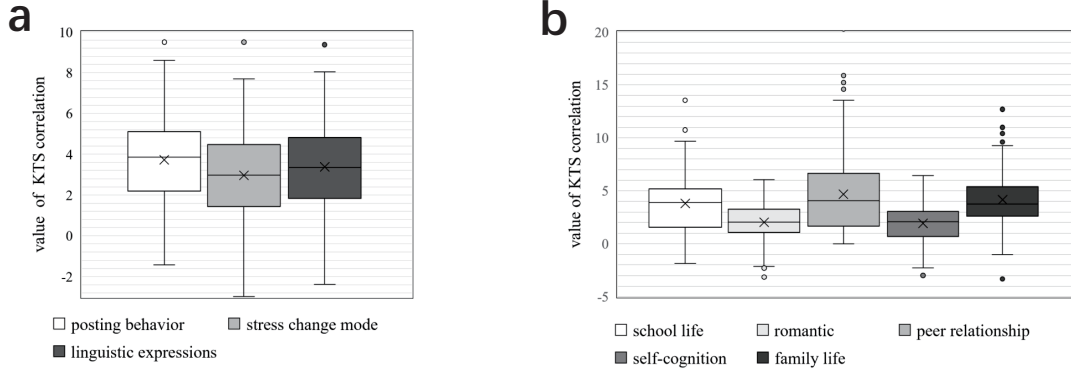 a
value of KTS correlation
10
8
6
4
2
0
-2
posting behavior
stress change mode
linguistic expressions
b
value of KTS correlation
20
15
10
5
0
-5
school life
romantic
peer relationship
self-cognition
family life